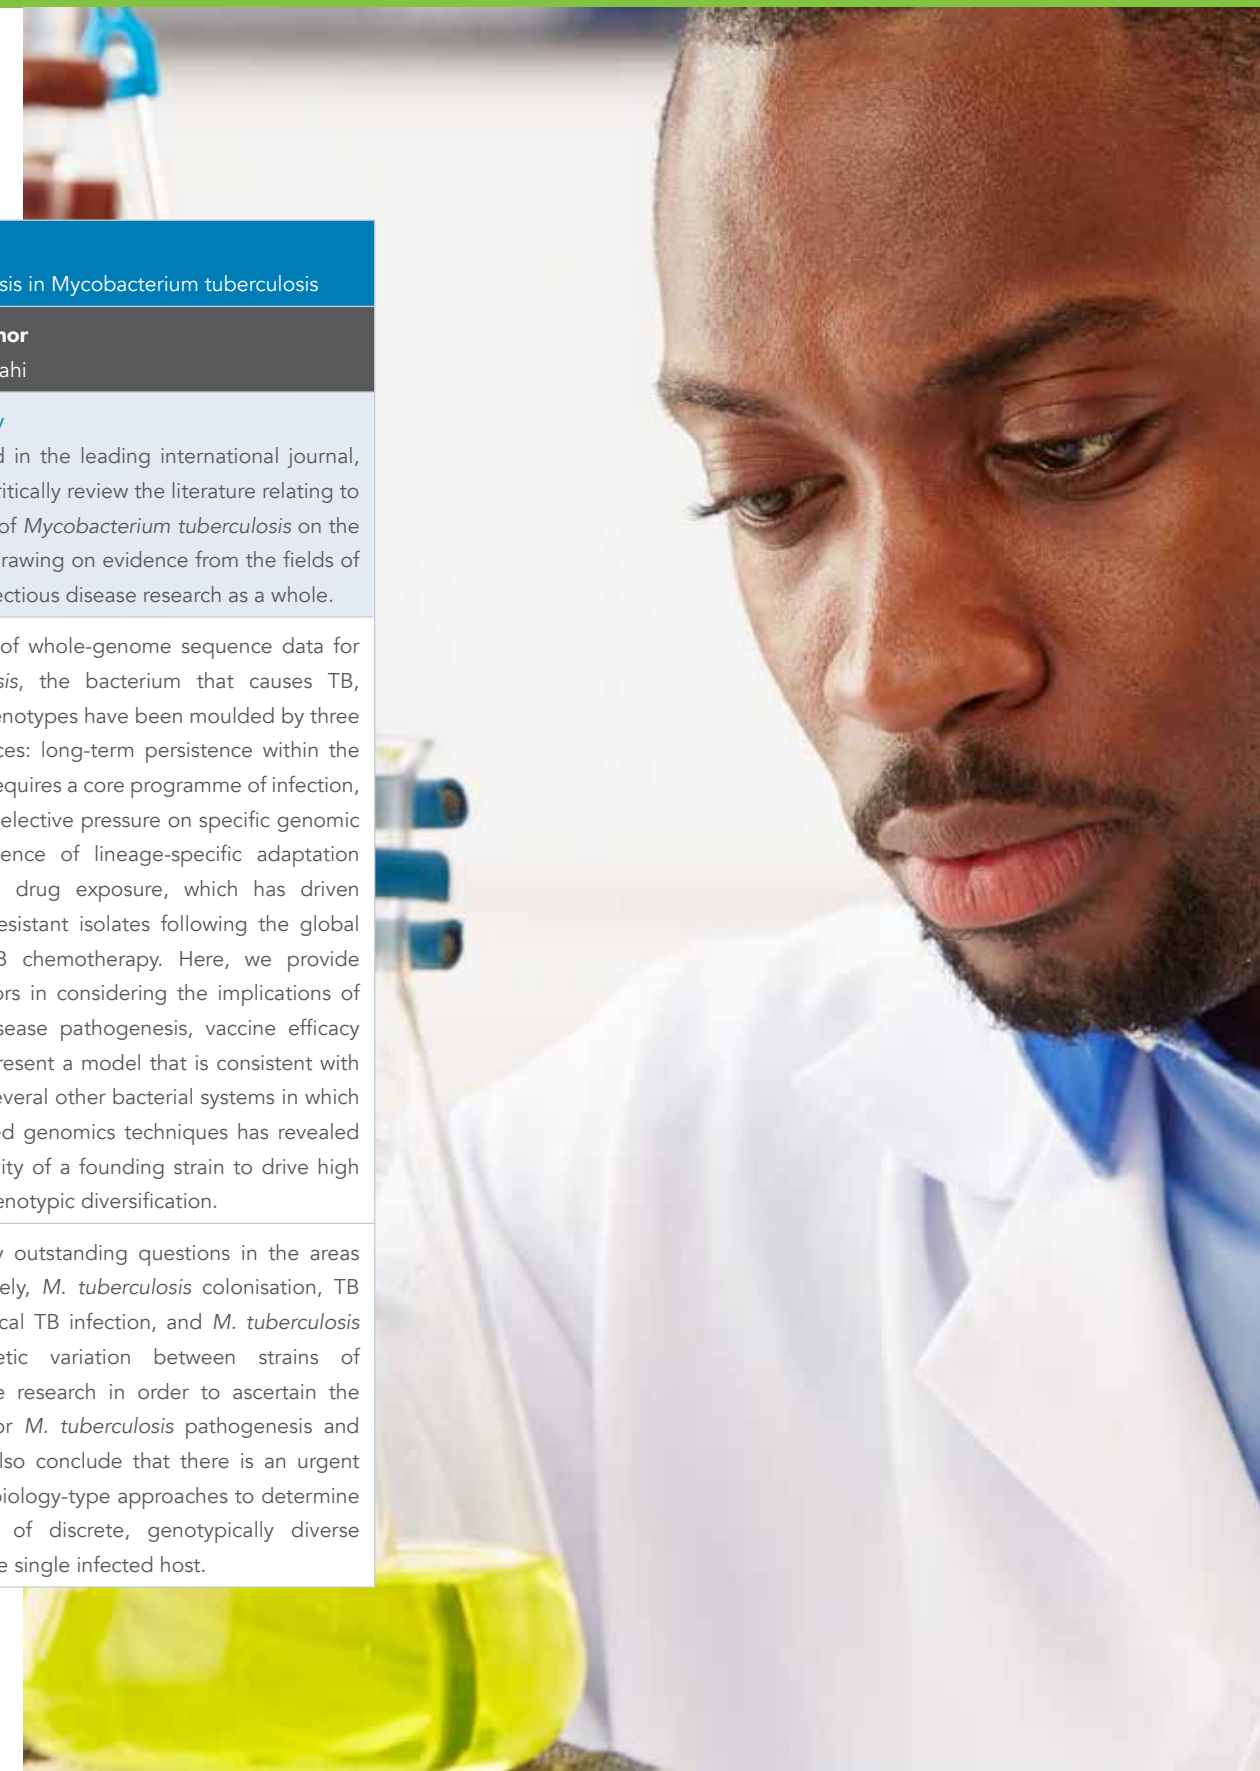 sis in Mycobacterium tuberculosis
nor
ahi
y
d in the leading international journal,
ritically review the literature relating to
of Mycobacterium tuberculosis on the
rawing on evidence from the fields of
ectious disease research as a whole.
of whole-genome sequence data for
sis, the bacterium that causes TB,
enotypes have been moulded by three
ces: long-term persistence within the
equires a core programme of infection,
elective pressure on specific genomic
ence of lineage-specific adaptation
drug exposure, which has driven
esistant isolates following the global
B chemotherapy. Here, we provide
ors in considering the implications of
sease pathogenesis, vaccine efficacy
resent a model that is consistent with
everal other bacterial systems in which
ed genomics techniques has revealed
ity of a founding strain to drive high
enotypic diversification.
y outstanding questions in the areas
ely, M. tuberculosis colonisation, TB
cal TB infection, and M. tuberculosis
etic variation between strains of
e research in order to ascertain the
or M. tuberculosis pathogenesis and
lso conclude that there is an urgent
biology-type approaches to determine
of discrete, genotypically diverse
e single infected host.